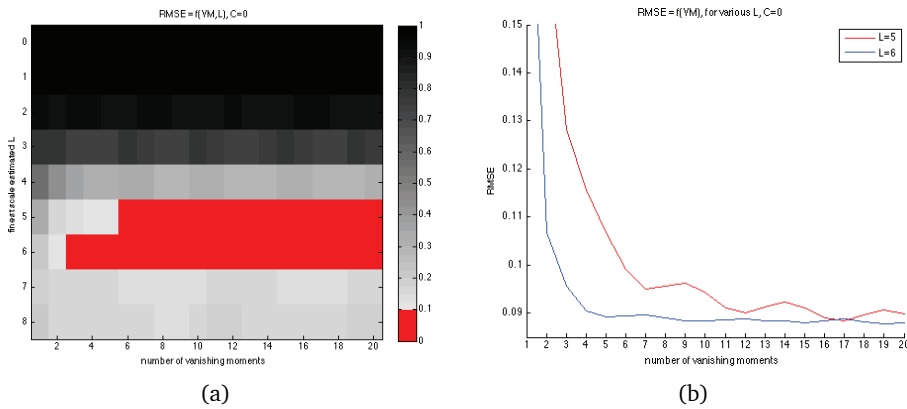 RMSE = f(VM,L), C=0
0
1
2
3
4
5
6
7
8
finest scale estimated L
2 4 6 8 10 12 14 16 18 20
number of vanishing moments
1
0.9
0.8
0.7
0.6
0.5
0.4
0.3
0.2
0.1
0
(a)
RMSE = f(VM), for various L, C=0
0.15
0.14
0.13
0.12
0.11
0.1
0.09
RMSE
L=5
L=6
1 2 3 4 5 6 7 8 9 10 11 12 13 14 15 16 17 18 19 20
number of vanishing moments
(b)